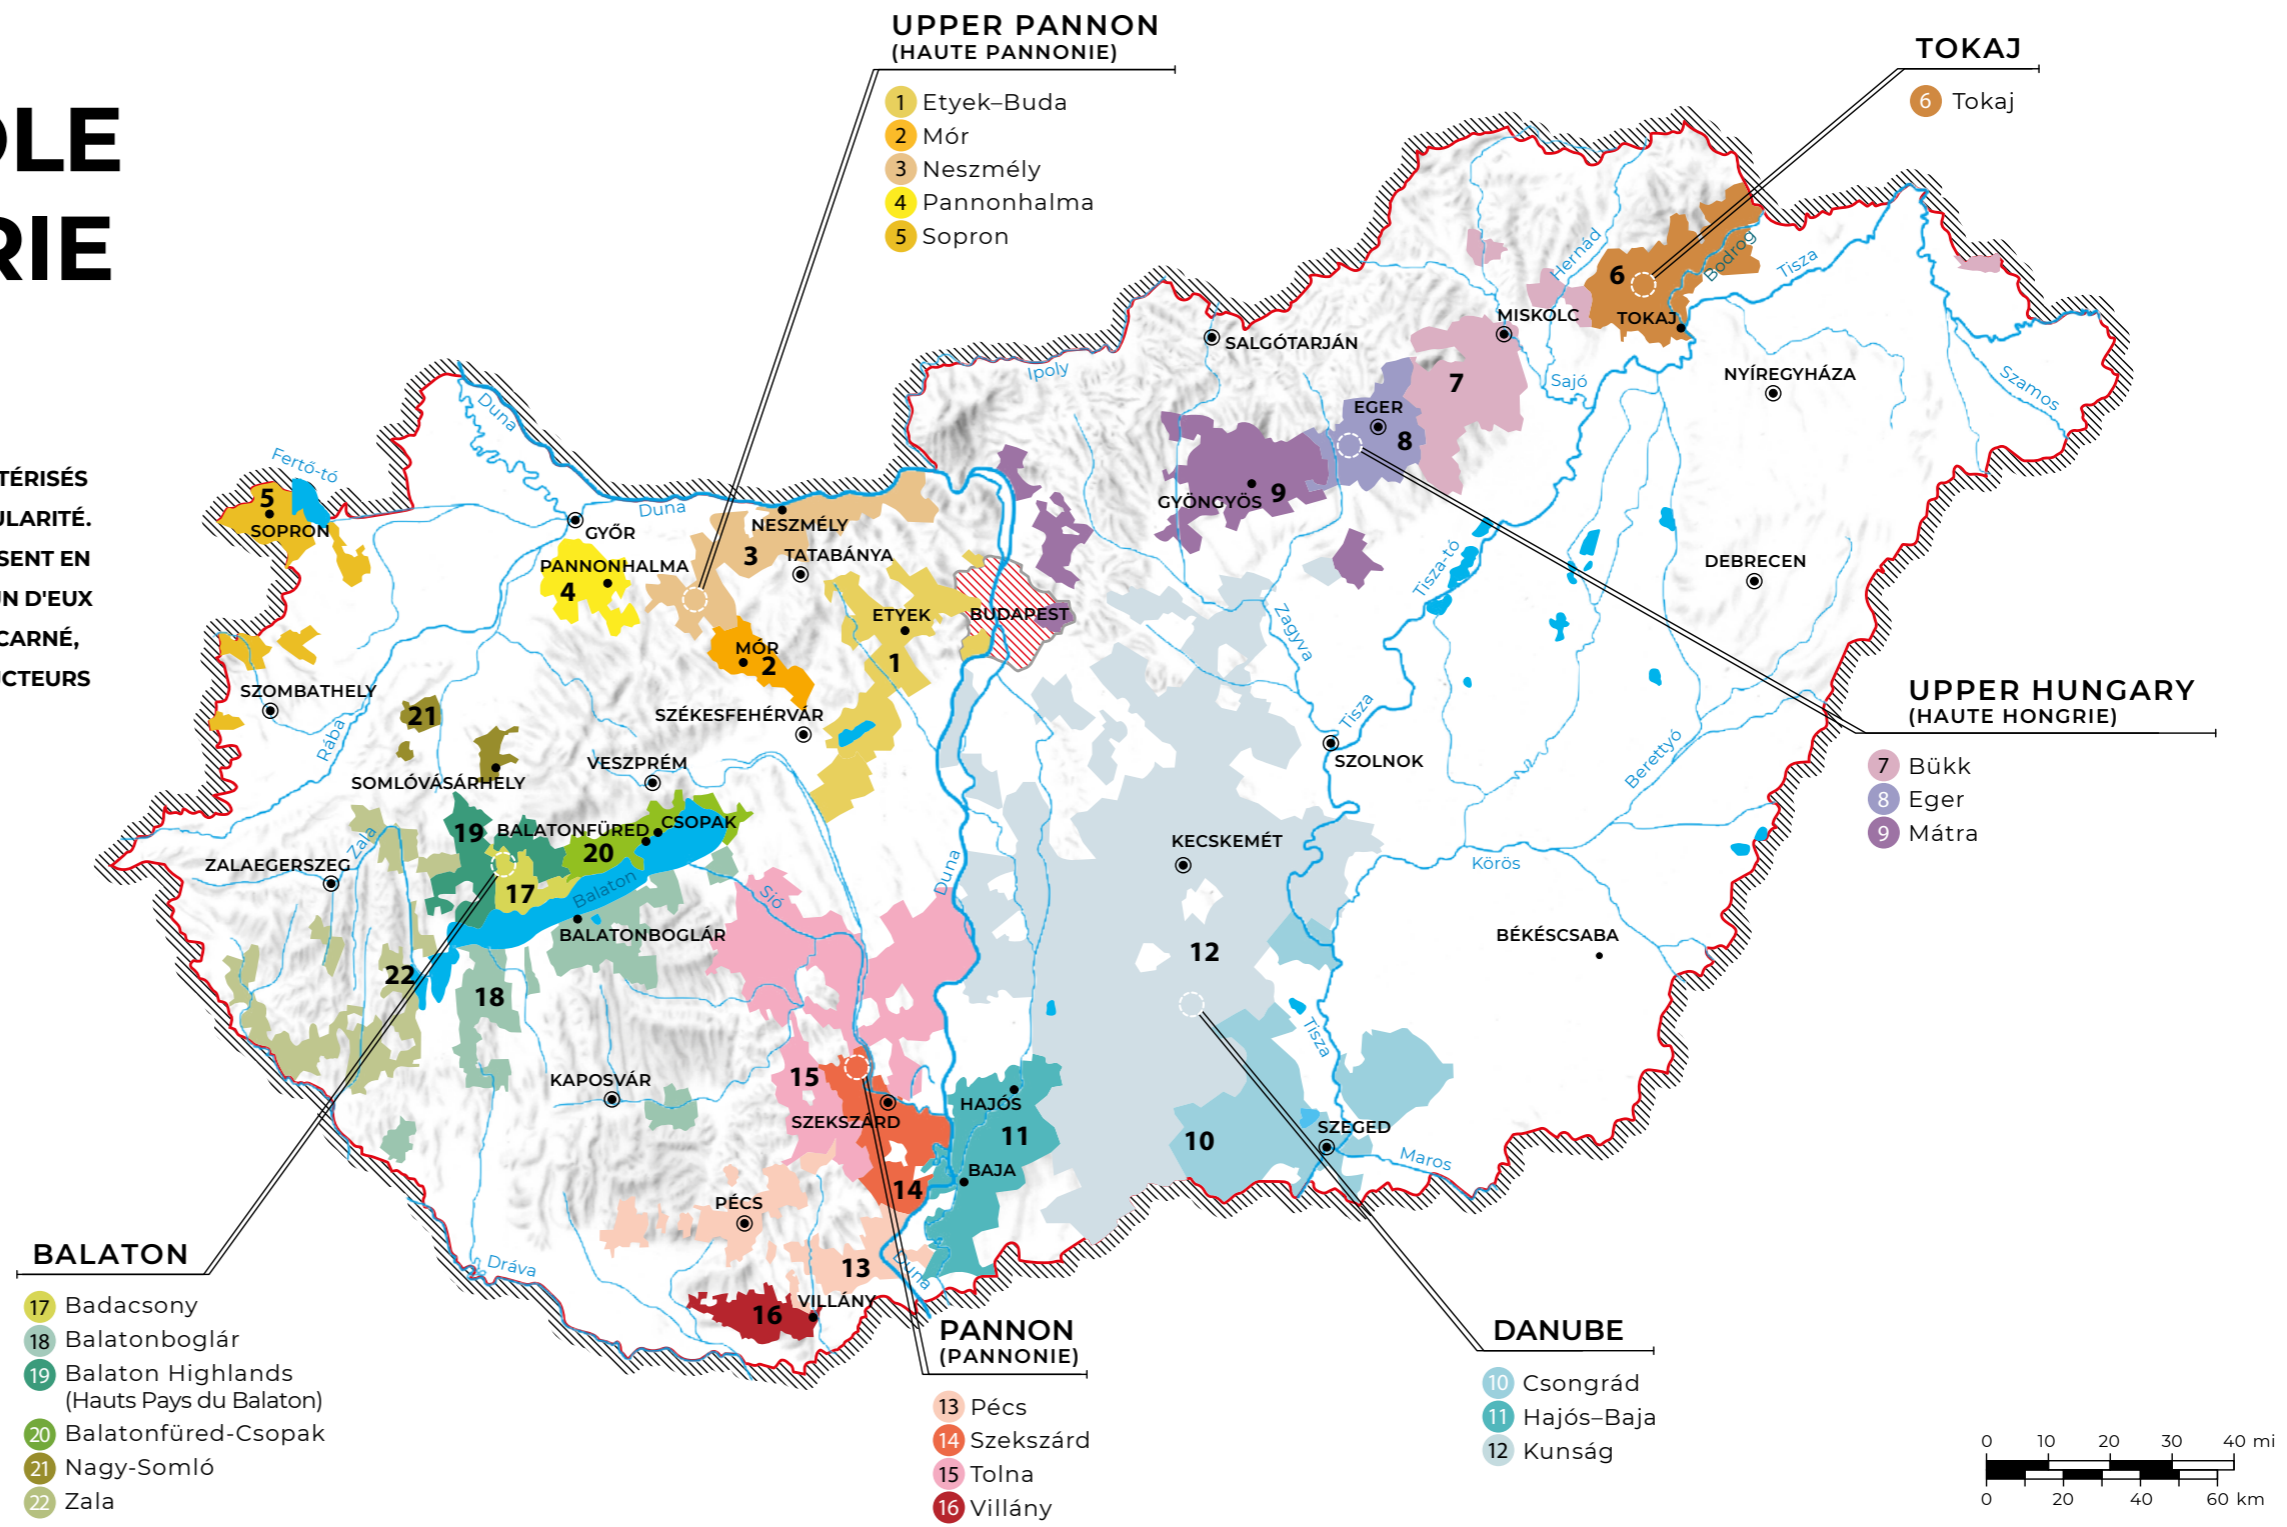 UPPER PANNON
(HAUTE PANNONIE)
1 Etyek–Buda
2 Mór
3 Neszmély
4 Pannonhalma
5 Sopron
TOKAJ
6 Tokaj
OLE
RIE
TÉRISÉS
ULARITÉ.
SENT EN
UN D'EUX
CARNÉ,
CTEURS
Fertő-tó
5
SOPRON
Duna
GYŐR
Duna
NESZMÉLY
3
TATABÁNYA
PANNONHALMA
4
MÓR
2
ETYEK
1
BUDAPEST
SZÉKESFEHÉRVÁR
SZOMBATHELY
Rába
21
SOMLÓVÁSÁRHELY
VESZPRÉM
Ipoly
SALGÓTARJÁN
EGER
8
7
GYÖNGYÖS
9
MISKOLC
Hernád
Sajó
6
TOKAJ
Bodrog
Tisza
NYÍREGYHÁZA
Szamos
DEBRECEN
Tisza-tó
Zagyva
Tisza
SZOLNOK
Berettyó
UPPER HUNGARY
(HAUTE HONGRIE)
7 Bükk
8 Eger
9 Mátra
ZALAEGERSZEG
Zala
19
BALATONFÜRED
CSOPAK
20
17
Balaton
BALATONBOGLÁR
22
18
Sió
Duna
KECSKEMÉT
12
Körös
BÉKÉSCSABA
Tisza
KAPOSVÁR
15
SZEKSZÁRD
14
HAJÓS
11
BAJA
10
SZEGED
Maros
PÉCS
13
Duna
VILLÁNY
16
Dráva
BALATON
17 Badacsony
18 Balatonboglár
19 Balaton Highlands
(Hauts Pays du Balaton)
20 Balatonfüred-Csopak
21 Nagy-Somló
22 Zala
PANNON
(PANNONIE)
13 Pécs
14 Szekszárd
15 Tolna
16 Villány
DANUBE
10 Csongrád
11 Hajós–Baja
12 Kunság
0 10 20 30 40 mi
0 20 40 60 km